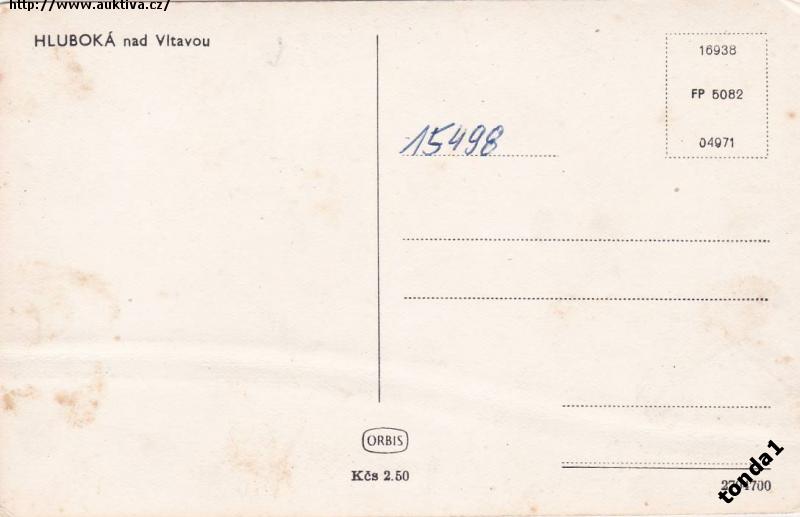 http://www.auktiva.cz/
HLUBOKÁ nad Vltavou
16938
FP 5082
04971
15498
ORBIS
Kčs 2.50
tonda1